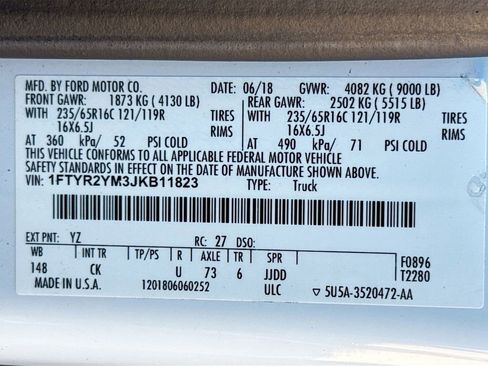 MFD. BY FORD MOTOR CO. DATE: 06/18 GVWR: 4082 KG ( 9000 LB)
FRONT GAWR: 1873 KG ( 4130 LB) REAR GAWR: 2502 KG ( 5515 LB)
WITH 235/65R16C 121/119R TIRES WITH 235/65R16C 121/119R TIRES
16X6.5J RIMS 16X6.5J RIMS
AT 360 kPa/ 52 PSI COLD AT 490 kPa/ 71 PSI COLD
THIS VEHICLE CONFORMS TO ALL APPLICABLE FEDERAL MOTOR VEHICLE
SAFETY STANDARDS IN EFFECT ON THE DATE OF MANUFACTURE SHOWN ABOVE.
VIN: 1FTYR2YM3JKB11823 TYPE: Truck
EXT PNT: YZ RC: 27 DSO:
WB INT TR TP/PS R AXLE TR SPR F0896
148 CK U 73 6 JJDD T2280
MADE IN U.S.A. 1201806060252 ULC ▽ 5U5A-3520472-AA